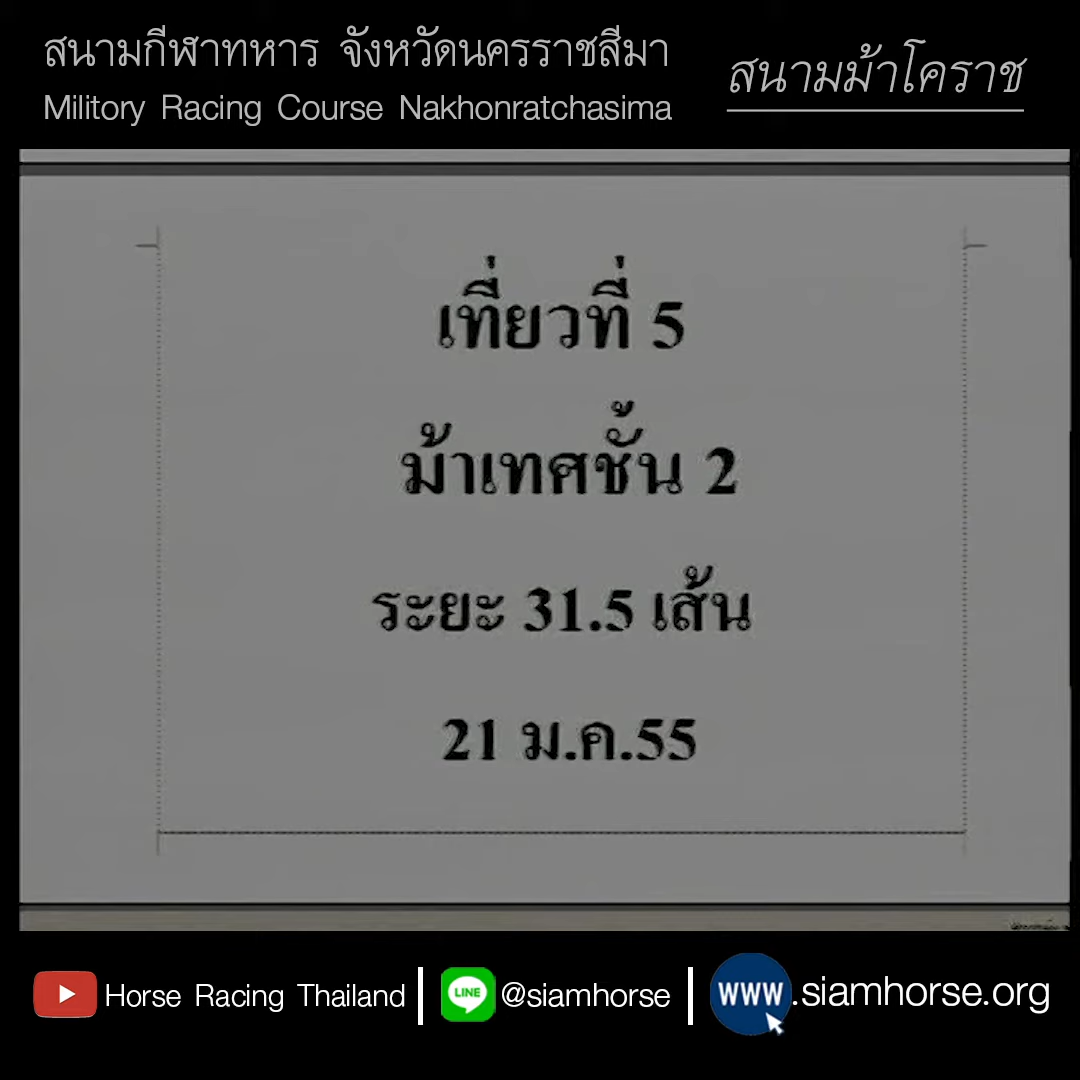 สนามกีฬาทหาร จังหวัดนครราชสีมา
Militory Racing Course Nakhonratchasima
สนามม้าโคราช
เที่ยวที่ 5
ม้าเทศชั้น 2
ระยะ 31.5 เส้น
21 ม.ค.55
Horse Racing Thailand | LINE @siamhorse | www.siamhorse.org